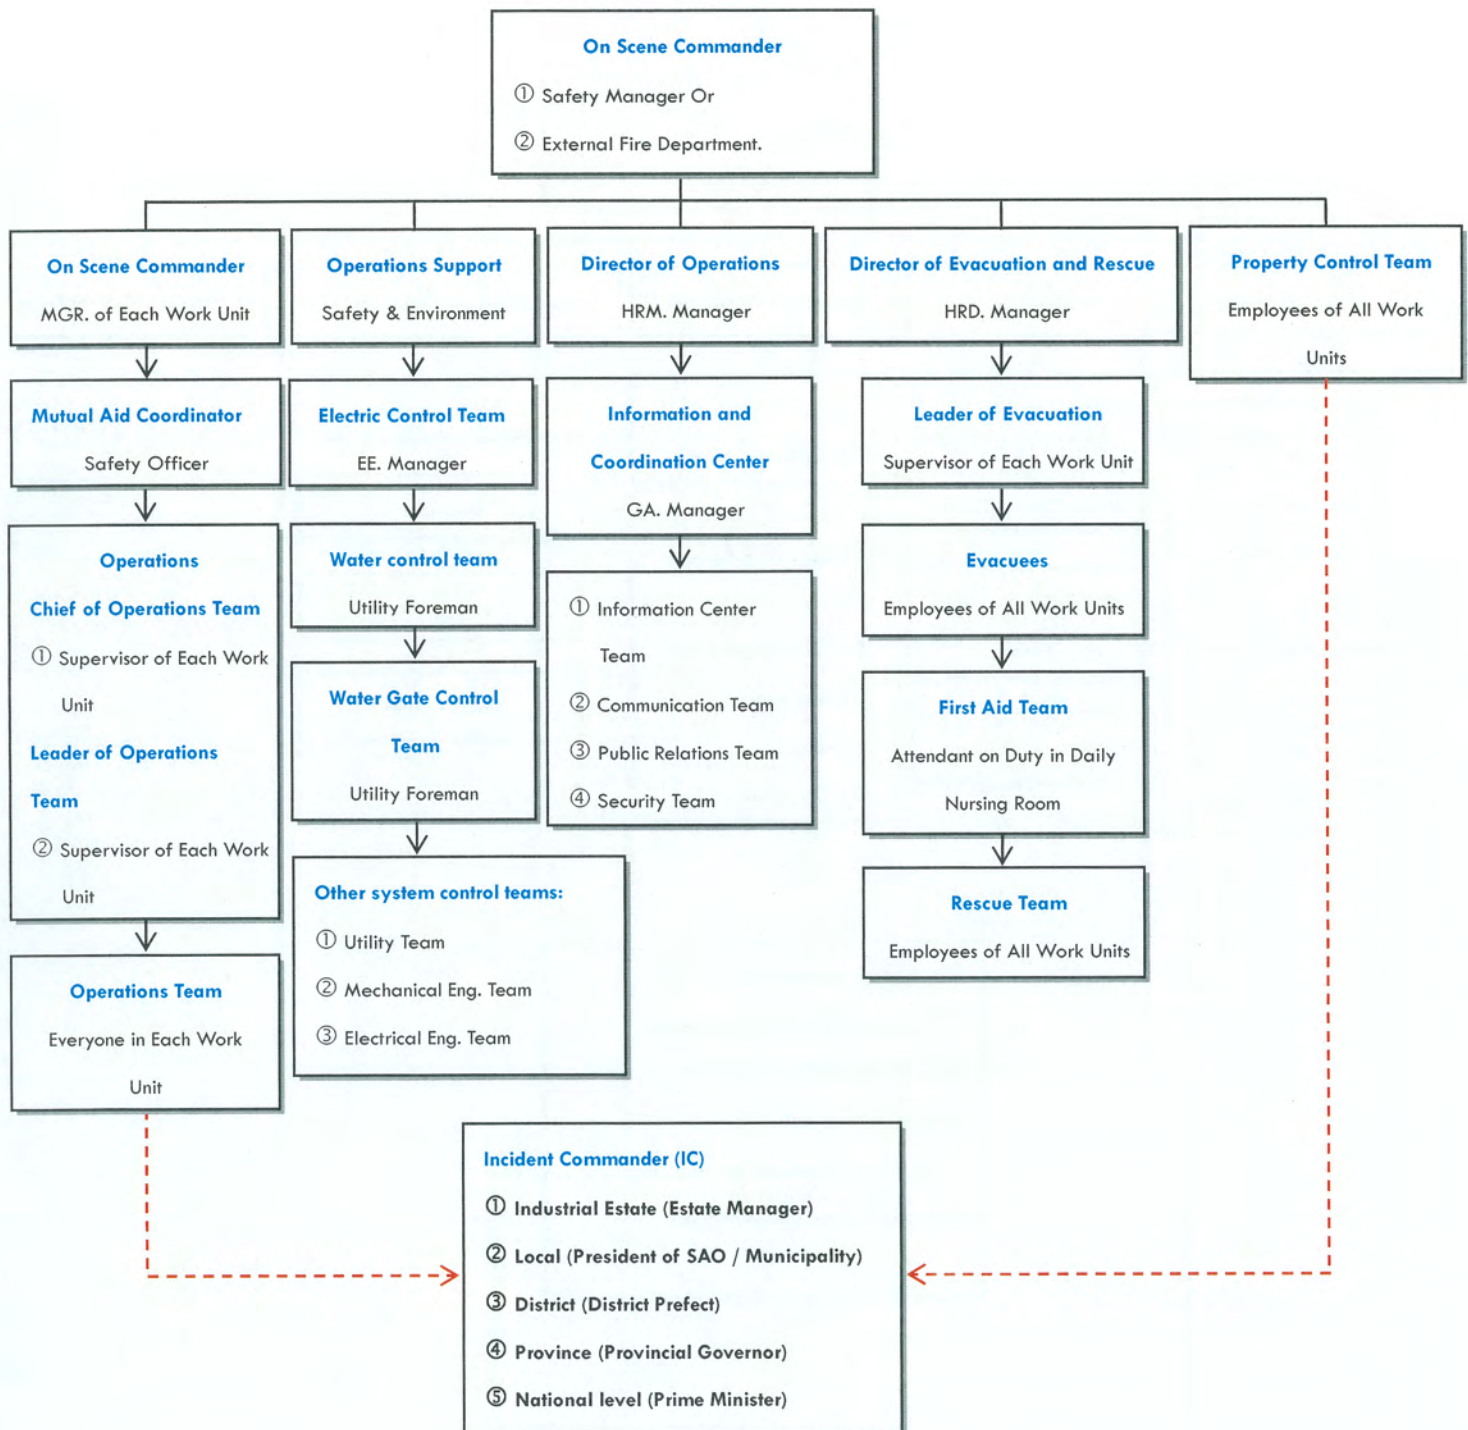 On Scene Commander
① Safety Manager Or
② External Fire Department.
On Scene Commander
MGR. of Each Work Unit
Operations Support
Safety & Environment
Director of Operations
HRM. Manager
Director of Evacuation and Rescue
HRD. Manager
Property Control Team
Employees of All Work
Units
Mutual Aid Coordinator
Safety Officer
Electric Control Team
EE. Manager
Information and
Coordination Center
GA. Manager
Leader of Evacuation
Supervisor of Each Work Unit
Operations
Chief of Operations Team
① Supervisor of Each Work
Unit
Leader of Operations
Team
② Supervisor of Each Work
Unit
Water control team
Utility Foreman
① Information Center
Team
② Communication Team
③ Public Relations Team
④ Security Team
Evacuees
Employees of All Work Units
Water Gate Control
Team
Utility Foreman
First Aid Team
Attendant on Duty in Daily
Nursing Room
Other system control teams:
① Utility Team
② Mechanical Eng. Team
③ Electrical Eng. Team
Rescue Team
Employees of All Work Units
Operations Team
Everyone in Each Work
Unit
Incident Commander (IC)
① Industrial Estate (Estate Manager)
② Local (President of SAO / Municipality)
③ District (District Prefect)
④ Province (Provincial Governor)
⑤ National level (Prime Minister)